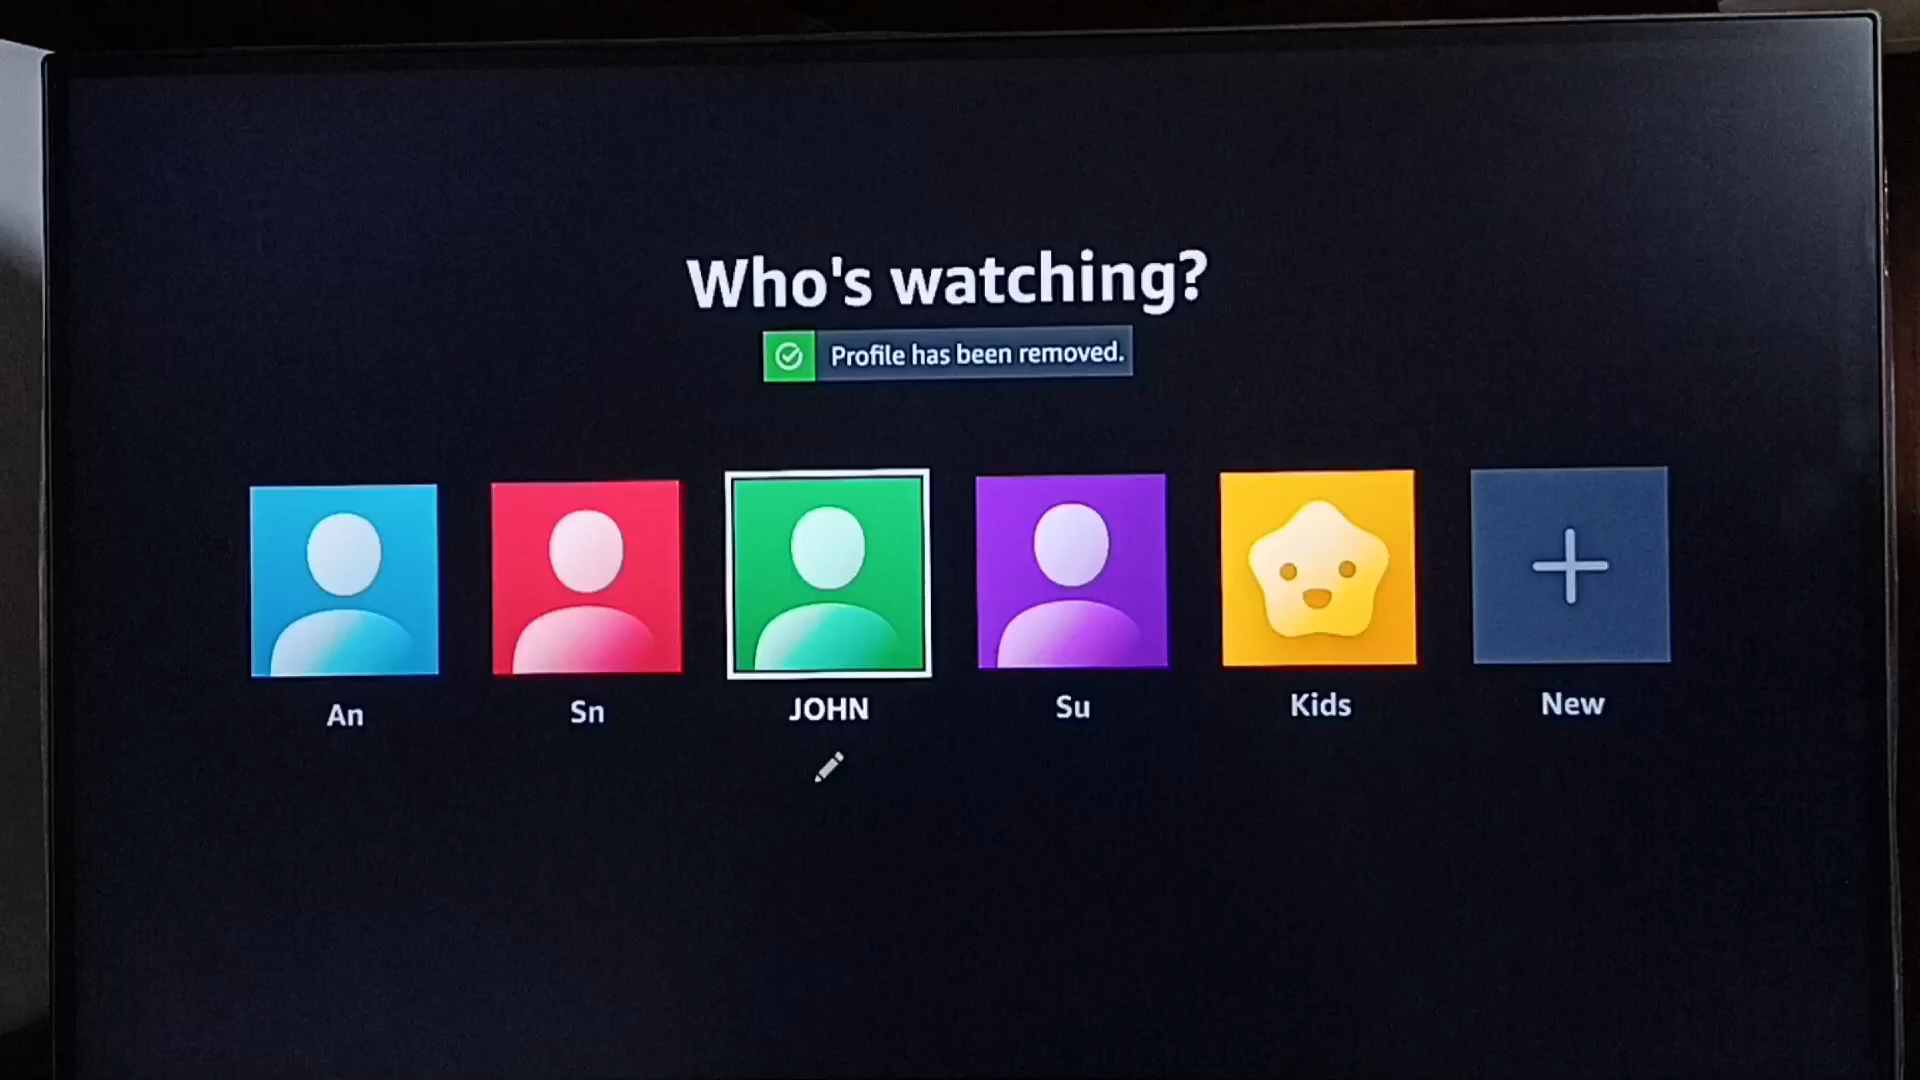 Who's watching?
Profile has been removed.
An
Sn
JOHN
Su
Kids
New